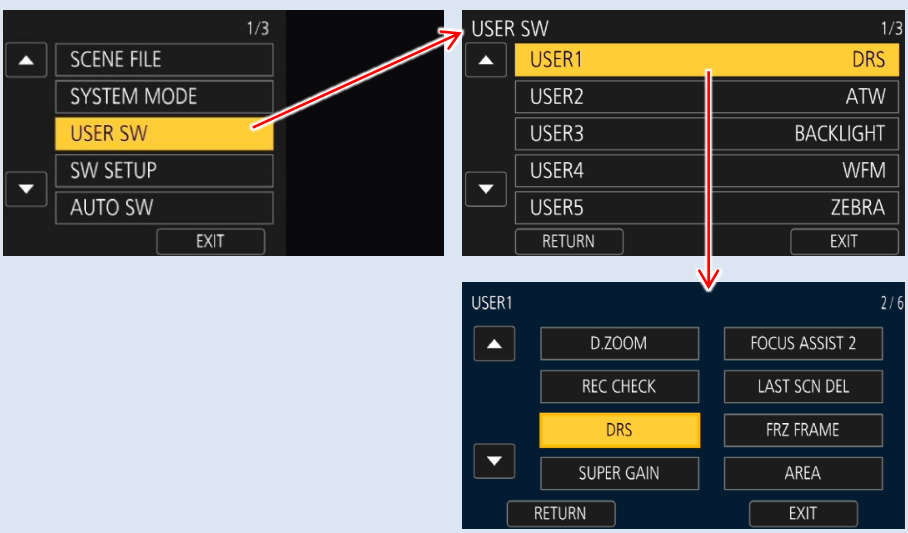 1/3
SCENE FILE
SYSTEM MODE
USER SW
SW SETUP
AUTO SW
EXIT
USER SW 1/3
USER1 DRS
USER2 ATW
USER3 BACKLIGHT
USER4 WFM
USER5 ZEBRA
RETURN EXIT
USER1 2/6
D.ZOOM FOCUS ASSIST 2
REC CHECK LAST SCN DEL
DRS FRZ FRAME
SUPER GAIN AREA
RETURN EXIT